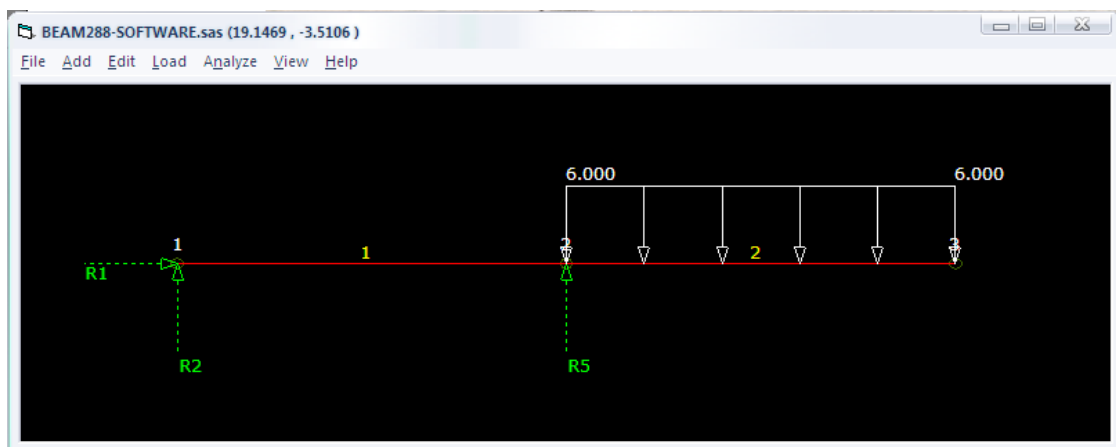 BEAM288-SOFTWARE.sas (19.1469 , -3.5106 )
File Add Edit Load Analyze View Help
6.000 6.000
1 1 2 2 3
R1
R2 R5